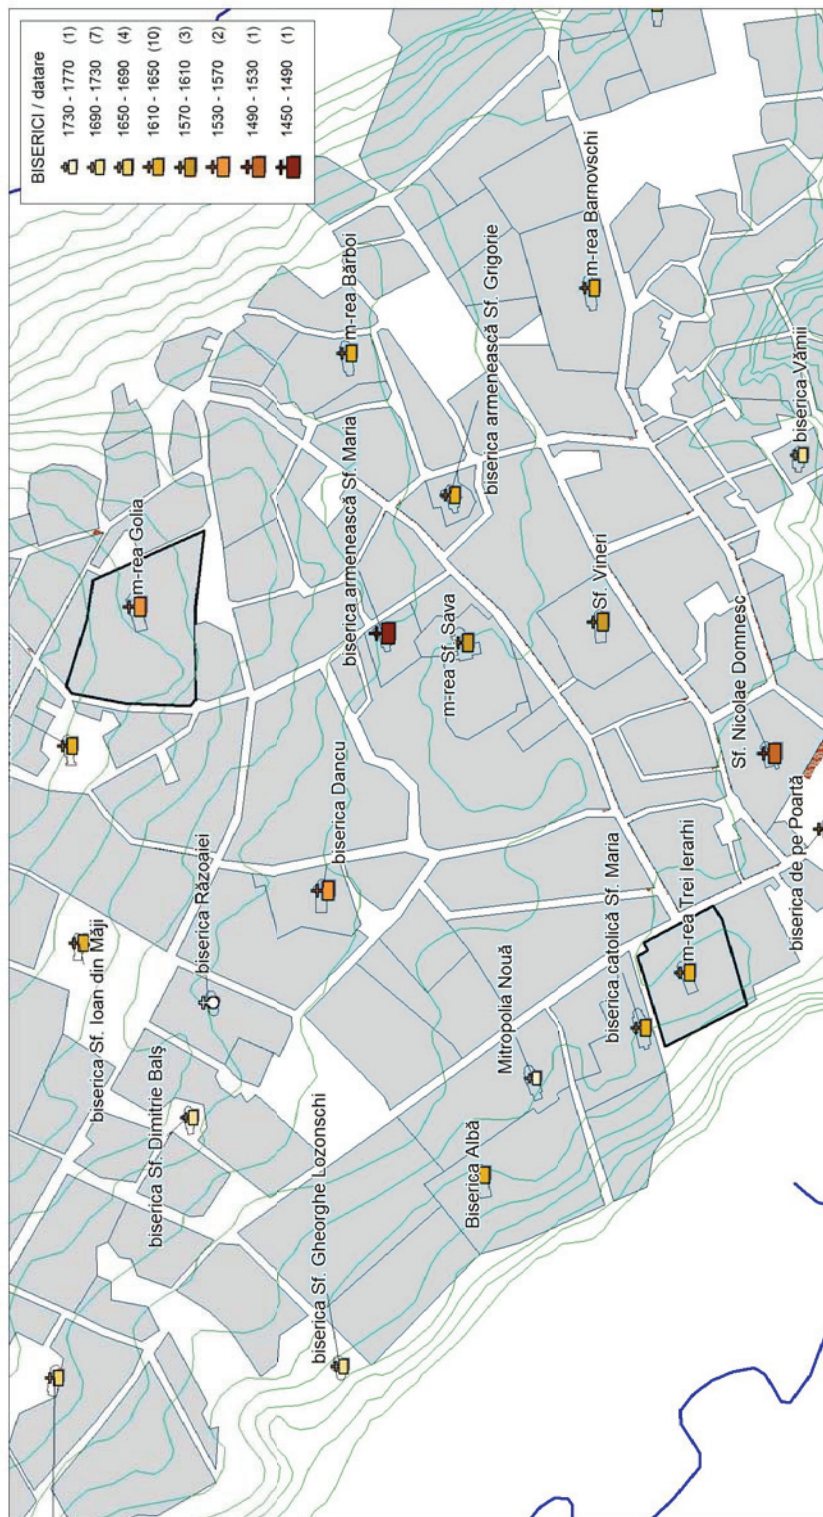 BISERICI / datare
1730 - 1770 (1)
1690 - 1730 (7)
1650 - 1690 (4)
1610 - 1650 (10)
1570 - 1610 (3)
1530 - 1570 (2)
1490 - 1530 (1)
1450 - 1490 (1)
biserica Sf. Ioan din Măji
m-rea Golia
biserica Sf. Dimitrie Balș
biserica Răzoaiei
biserica Sf. Gheorghe Lozonschi
biserica Dancu
biserica armenească Sf. Maria
m-rea Bărboi
m-rea Sf. Sava
Biserica Albă
biserica armenească Sf. Grigorie
Mitropolia Nouă
m-rea Barnovschi
Sf. Vineri
biserica catolică Sf. Maria
m-rea Trei Ierarhi
Sf. Nicolae Domnesc
biserica de pe Poartă
biserica Vămii